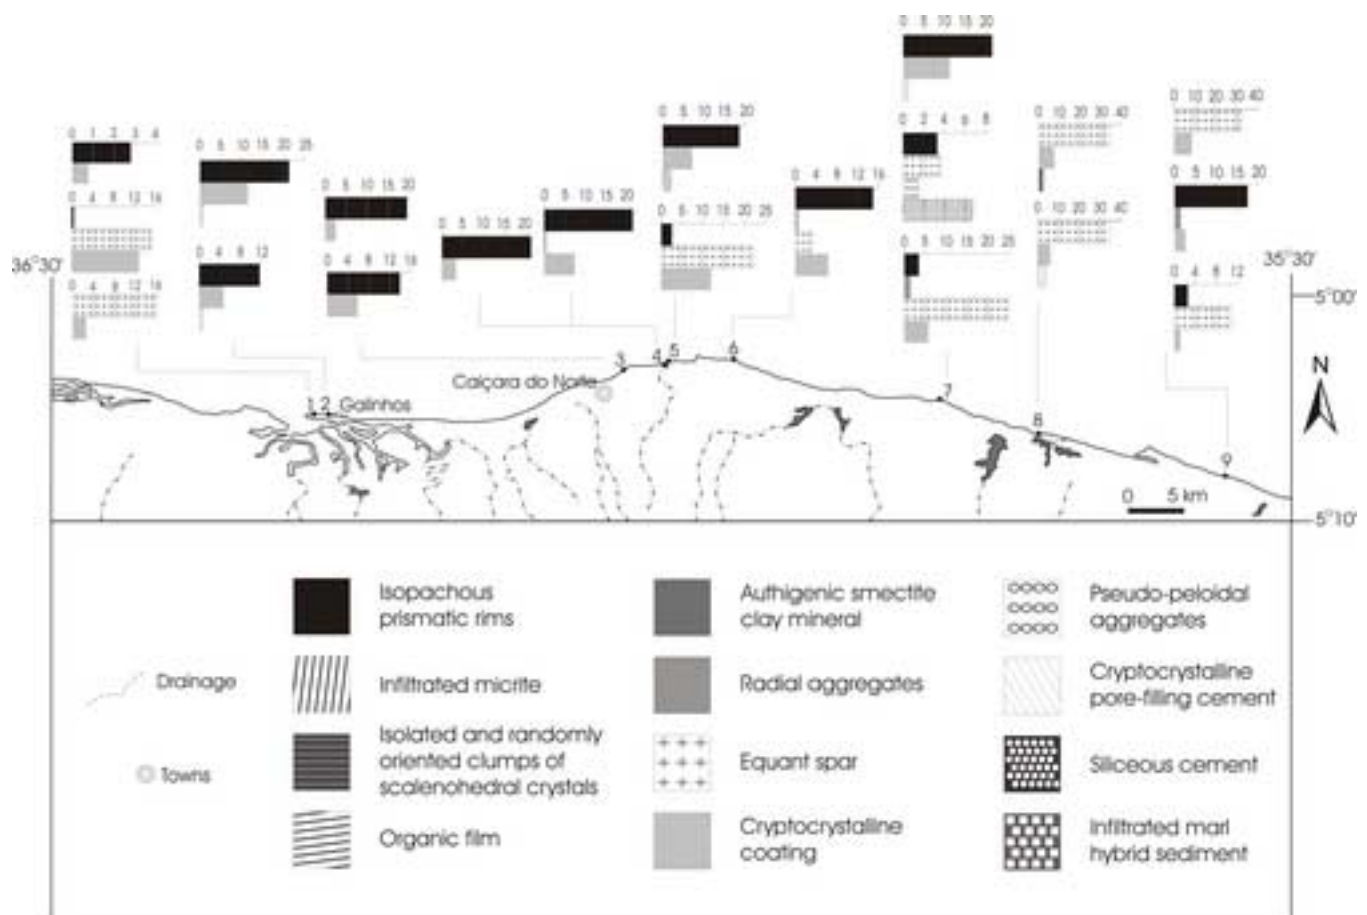 0 5 10 15 20
0 10 20 30 40
0 5 10 15 20
0 10 20 30 40
0 1 2 3 4
0 5 10 15 20 25
0 2 4 6 8
0 5 10 15 20
0 4 8 12 16
0 5 10 15 20
0 4 8 12 16
0 5 10 15 20
0 5 10 15 20 25
0 10 20 30 40
0 4 8 12
0 5 10 15 20
0 4 8 12 16
0 5 10 15 20 25
36°30'
35°30'
0 4 8 12 16
0 4 8 12
5°00'
3
4
5
6
N
Caiçara do Norte
7
1 2
Galinhos
8
9
0 5 km
5°10'
Isopachous
prismatic rims
Authigenic smectite
clay mineral
Pseudo-peloidal
aggregates
Drainage
Infiltrated micrite
Radial aggregates
Cryptocrystalline
pore-filling cement
Towns
Isolated and randomly
oriented clumps of
scalenohedral crystals
Equant spar
Siliceous cement
Organic film
Cryptocrystalline
coating
Infiltrated marl
hybrid sediment